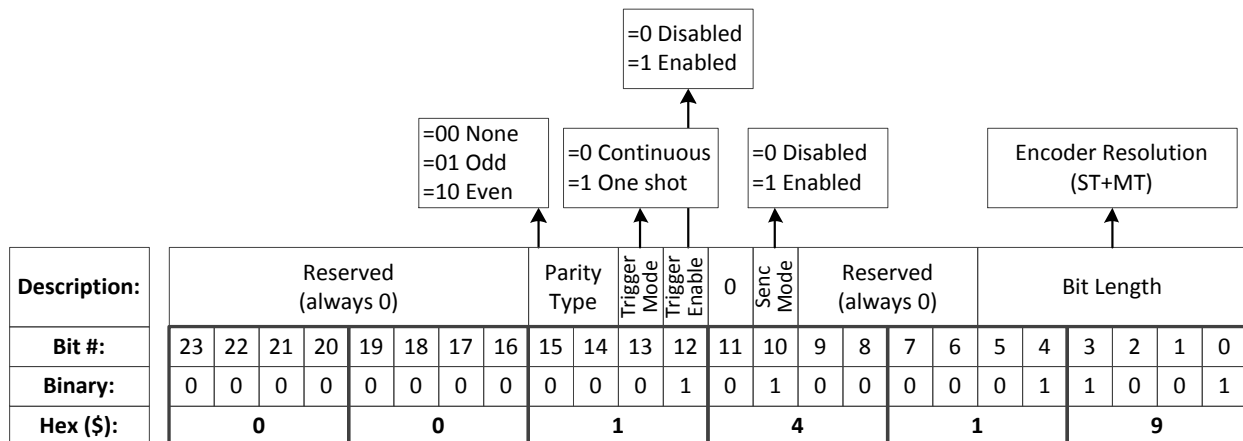 =0 Disabled
=1 Enabled
=00 None
=01 Odd
=10 Even
=0 Continuous
=1 One shot
=0 Disabled
=1 Enabled
Encoder Resolution
(ST+MT)
Description:
Reserved
(always 0)
Parity
Type
Trigger
Mode
Trigger
Enable
0
Senc
Mode
Reserved
(always 0)
Bit Length
Bit #: 23 22 21 20 19 18 17 16 15 14 13 12 11 10 9 8 7 6 5 4 3 2 1 0
Binary: 0 0 0 0 0 0 0 0 0 0 0 1 0 1 0 0 0 0 0 1 1 0 0 1
Hex ($): 0 0 1 4 1 9